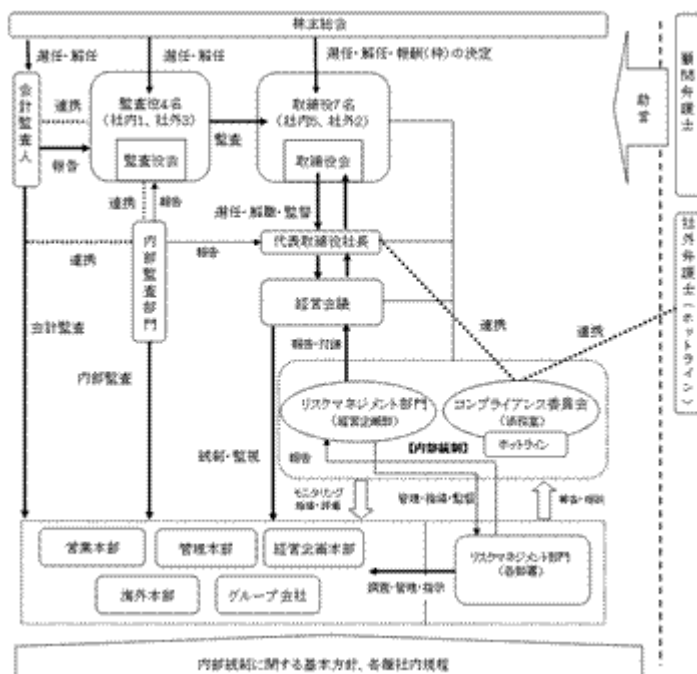 株主総会
選任・解任
選任・解任
選任・解任・報酬(枠)の決定
顧問弁護士
助言
会計監査人
連携
報告
監査役4名
(社内1、社外3)
監査役会
監査
取締役7名
(社内5、社外2)
取締役会
連携
報告
選任・解職・監督
内部監査部門
連携
報告
代表取締役社長
社外弁護士(ホットライン)
経営会議
連携
連携
会計監査
内部監査
報告・付議
統制・監視
リスクマネジメント部門
(経営企画部)
コンプライアンス委員会
(法務室)
ホットライン
【内部統制】
報告
モニタリング
指導・評価
管理・指導・監督
報告・相談
営業本部
管理本部
経営企画本部
海外本部
グループ会社
リスクマネジメント部門
(各部署)
管理・指示
内部統制に関する基本方針、各種社内規程